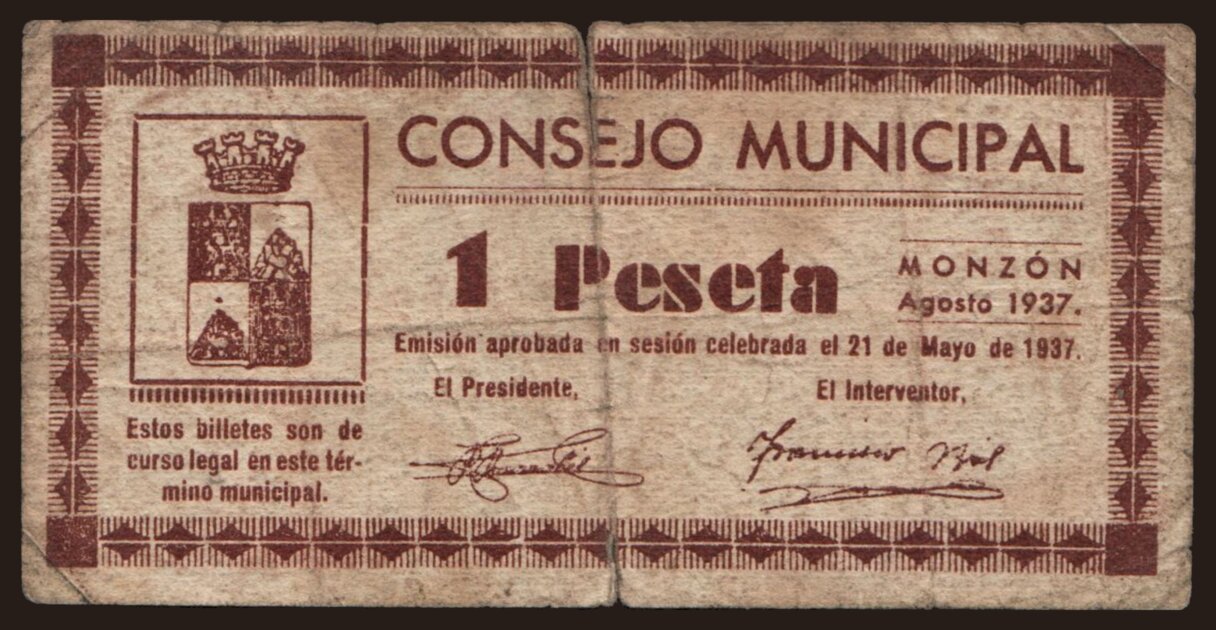 CONSEJO MUNICIPAL
1 Peseta
MONZÓN
Agosto 1937.
Emisión aprobada en sesión celebrada el 21 de Mayo de 1937.
El Presidente,
El Interventor,
Francisco
Estos billetes son de
curso legal en este tér-
mino municipal.